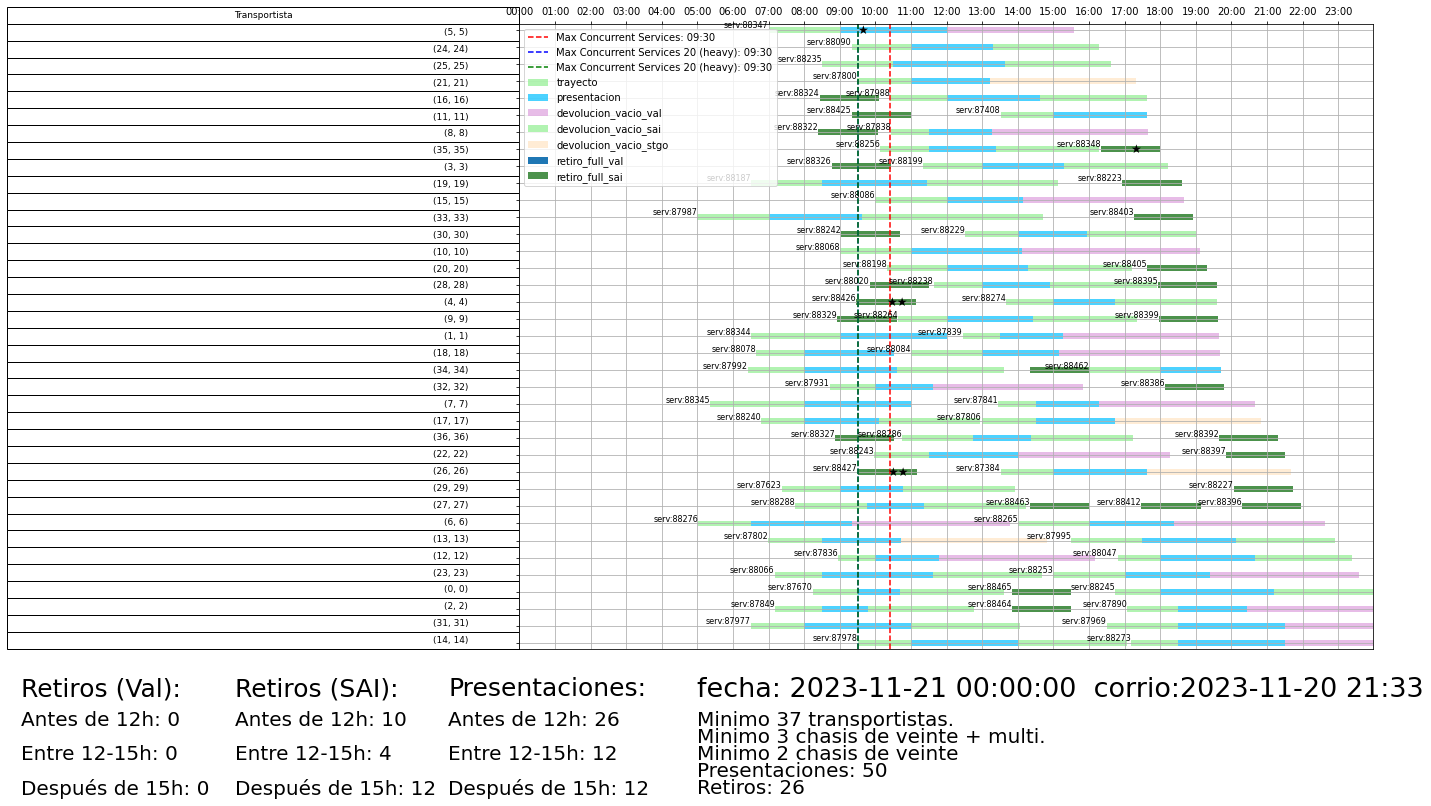 Transportista
00:00 01:00 02:00 03:00 04:00 05:00 06:00 07:00 08:00 09:00 10:00 11:00 12:00 13:00 14:00 15:00 16:00 17:00 18:00 19:00 20:00 21:00 22:00 23:00
Max Concurrent Services: 09:30
Max Concurrent Services 20 (heavy): 09:30
Max Concurrent Services 20 (heavy): 09:30
trayecto
presentacion
devolucion_vacio_val
devolucion_vacio_sai
devolucion_vacio_stgo
retiro_full_val
retiro_full_sai
(5, 5) serv:88347
(24, 24) serv:88090
(25, 25) serv:88235
(21, 21) serv:87800
(16, 16) serv:88324 serv:87988
(11, 11) serv:88425 serv:87408
(8, 8) serv:88322 serv:87838
(35, 35) serv:88256 serv:88348
(3, 3) serv:88326 serv:88199
(19, 19) serv:88187 serv:88223
(15, 15) serv:88086
(33, 33) serv:87987 serv:88403
(30, 30) serv:88242 serv:88229
(10, 10) serv:88068
(20, 20) serv:88198 serv:88405
(28, 28) serv:88020 serv:88238 serv:88395
(4, 4) serv:88426 serv:88274
(9, 9) serv:88329 serv:88264 serv:88399
(1, 1) serv:88344 serv:87839
(18, 18) serv:88078 serv:88084
(34, 34) serv:87992 serv:88462
(32, 32) serv:87931 serv:88386
(7, 7) serv:88345 serv:87841
(17, 17) serv:88240 serv:87806
(36, 36) serv:88327 serv:88286 serv:88392
(22, 22) serv:88243 serv:88397
(26, 26) serv:88427 serv:87384
(29, 29) serv:87623 serv:88227
(27, 27) serv:88288 serv:88463 serv:88412 serv:88396
(6, 6) serv:88276 serv:88265
(13, 13) serv:87802 serv:87995
(12, 12) serv:87836 serv:88047
(23, 23) serv:88066 serv:88253
(0, 0) serv:87670 serv:88465 serv:88245
(2, 2) serv:87849 serv:88464 serv:87890
(31, 31) serv:87977 serv:87969
(14, 14) serv:87978 serv:88273
Retiros (Val):
Antes de 12h: 0
Entre 12-15h: 0
Después de 15h: 0
Retiros (SAI):
Antes de 12h: 10
Entre 12-15h: 4
Después de 15h: 12
Presentaciones:
Antes de 12h: 26
Entre 12-15h: 12
Después de 15h: 12
fecha: 2023-11-21 00:00:00 corrio:2023-11-20 21:33
Minimo 37 transportistas.
Minimo 3 chasis de veinte + multi.
Minimo 2 chasis de veinte
Presentaciones: 50
Retiros: 26